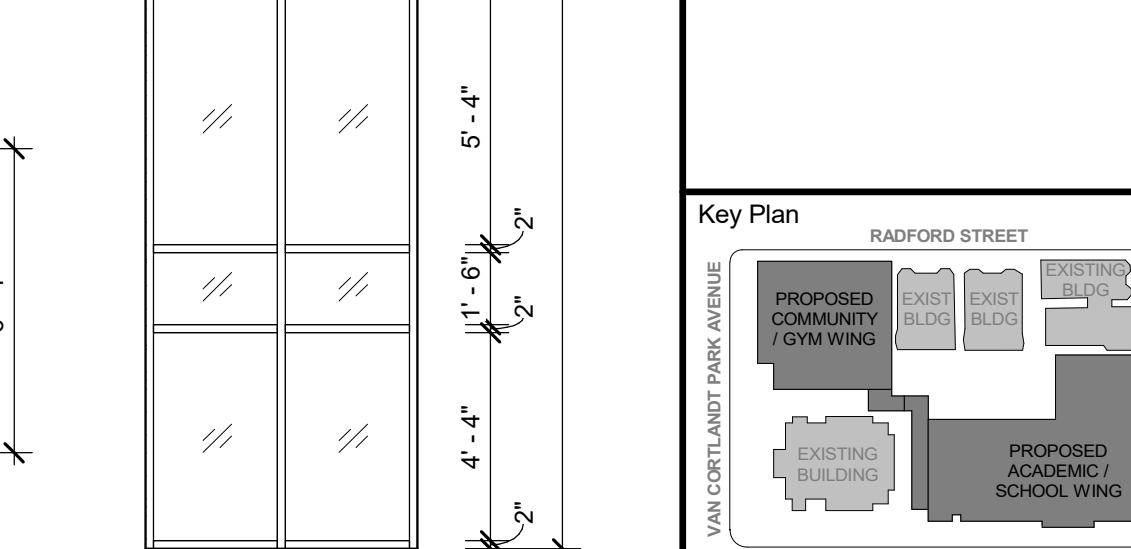 5' - 4"
2"
1' - 6"
2"
4' - 4"
2"
Key Plan
RADFORD STREET
VAN CORTLANDT PARK AVENUE
PROPOSED
COMMUNITY
/ GYM WING
EXIST
BLDG
EXIST
BLDG
EXISTING
BLDG
EXISTING
BUILDING
PROPOSED
ACADEMIC /
SCHOOL WING